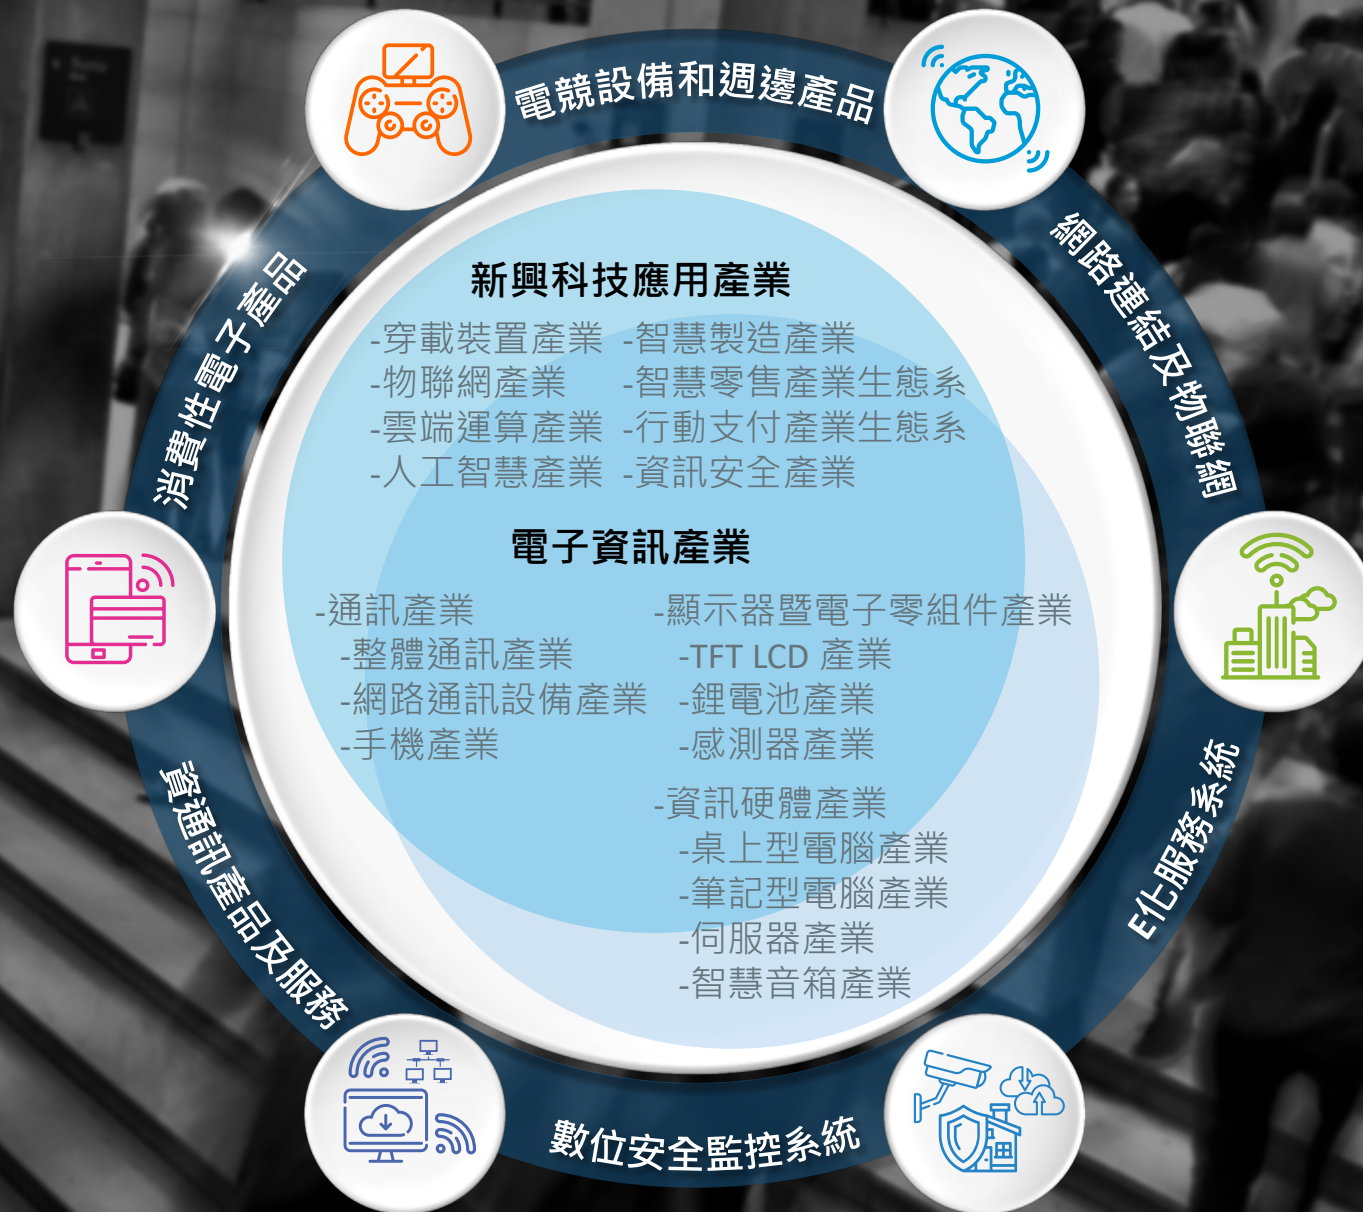 電競設備和週邊產品
網路連結及物聯網
E化服務系統
數位安全監控系統
資通訊產品及服務
消費性電子產品
新興科技應用產業
-穿載裝置產業 -智慧製造產業
-物聯網產業 -智慧零售產業生態系
-雲端運算產業 -行動支付產業生態系
-人工智慧產業 -資訊安全產業
電子資訊產業
-通訊產業
-整體通訊產業
-網路通訊設備產業
-手機產業
-顯示器暨電子零組件產業
-TFT LCD 產業
-鋰電池產業
-感測器產業
-資訊硬體產業
-桌上型電腦產業
-筆記型電腦產業
-伺服器產業
-智慧音箱產業